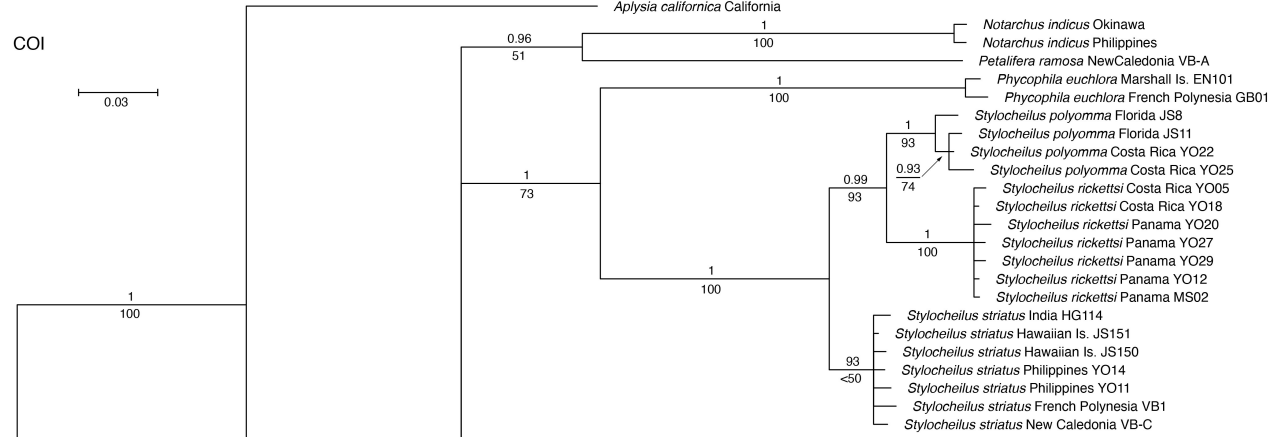 Aplysia californica California
COI
0.03
0.96
51
1
100
Notarchus indicus Okinawa
Notarchus indicus Philippines
Petalifera ramosa NewCaledonia VB-A
1
100
Phycophila euchlora Marshall Is. EN101
Phycophila euchlora French Polynesia GB01
1
73
1
93
0.93
74
Stylocheilus polyomma Florida JS8
Stylocheilus polyomma Florida JS11
Stylocheilus polyomma Costa Rica YO22
Stylocheilus polyomma Costa Rica YO25
0.99
93
Stylocheilus rickettsi Costa Rica YO05
Stylocheilus rickettsi Costa Rica YO18
Stylocheilus rickettsi Panama YO20
1
100
Stylocheilus rickettsi Panama YO27
Stylocheilus rickettsi Panama YO29
Stylocheilus rickettsi Panama YO12
Stylocheilus rickettsi Panama MS02
1
100
1
100
Stylocheilus striatus India HG114
Stylocheilus striatus Hawaiian Is. JS151
Stylocheilus striatus Hawaiian Is. JS150
93
<50
Stylocheilus striatus Philippines YO14
Stylocheilus striatus Philippines YO11
Stylocheilus striatus French Polynesia VB1
Stylocheilus striatus New Caledonia VB-C